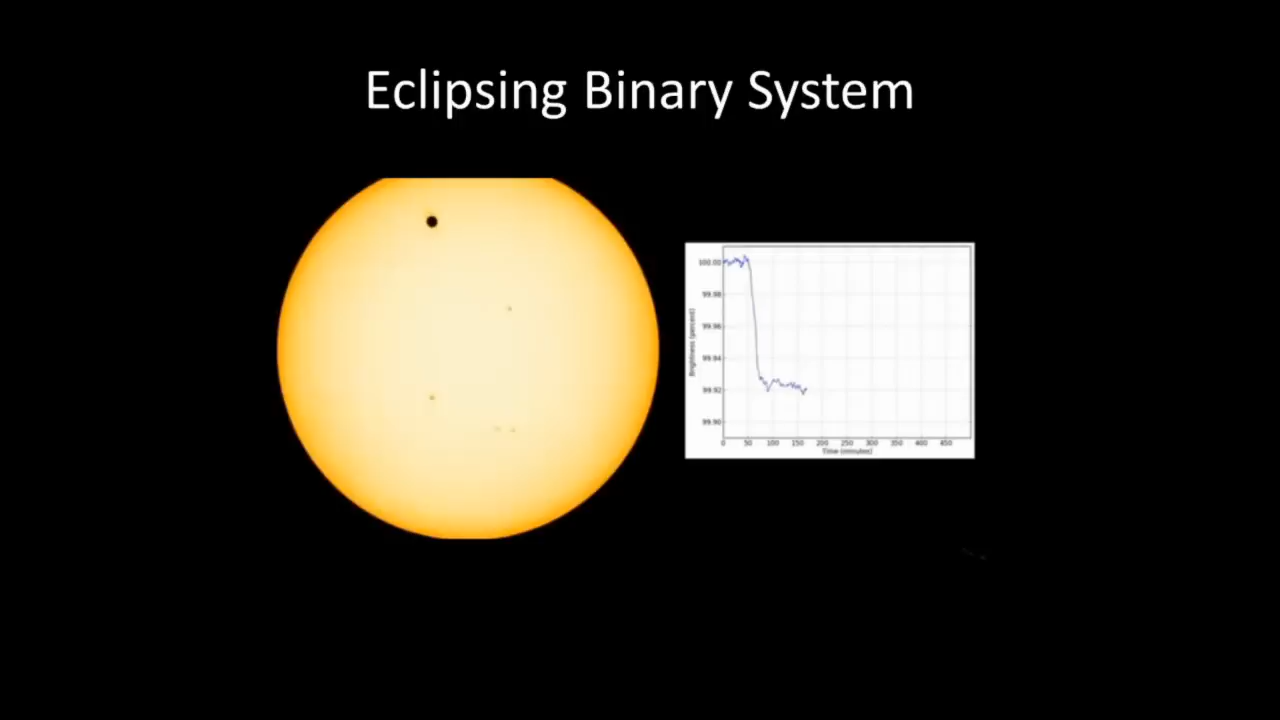 Eclipsing Binary System
100.00
99.98
99.96
99.94
99.92
99.90
Brightness (percent)
0 50 100 150 200 250 300 350 400 450
Time (minutes)